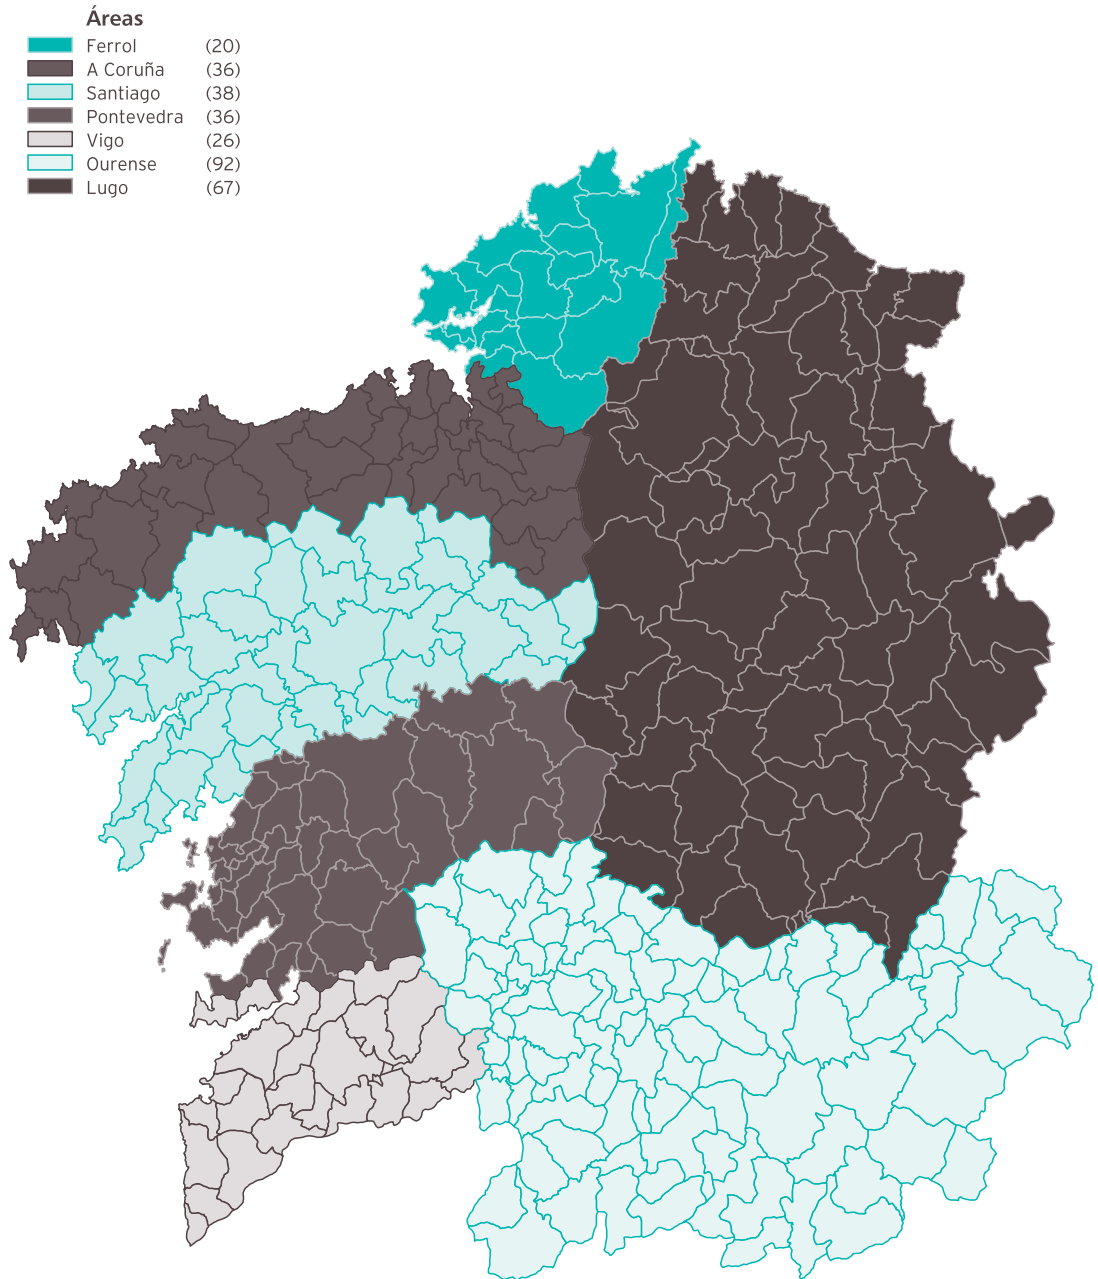 Áreas
Ferrol (20)
A Coruña (36)
Santiago (38)
Pontevedra (36)
Vigo (26)
Ourense (92)
Lugo (67)